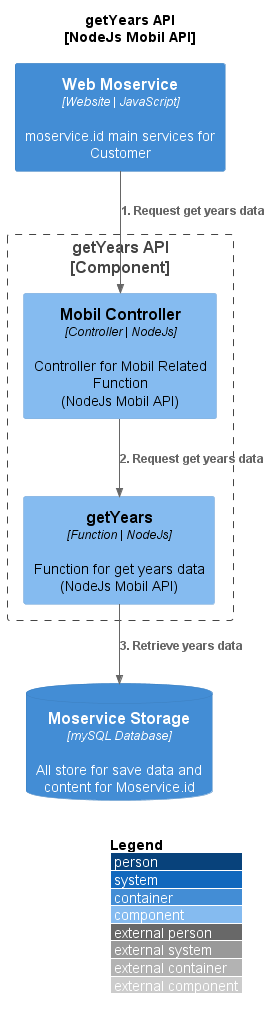 getYears API
[NodeJs Mobil API]
Web Moservice
[Website | JavaScript]
moservice.id main services for
Customer
1. Request get years data
getYears API
[Component]
Mobil Controller
[Controller | NodeJs]
Controller for Mobil Related
Function
(NodeJs Mobil API)
2. Request get years data
getYears
[Function | NodeJs]
Function for get years data
(NodeJs Mobil API)
3. Retrieve years data
Moservice Storage
[mySQL Database]
All store for save data and
content for Moservice.id
Legend
person
system
container
component
external person
external system
external container
external component